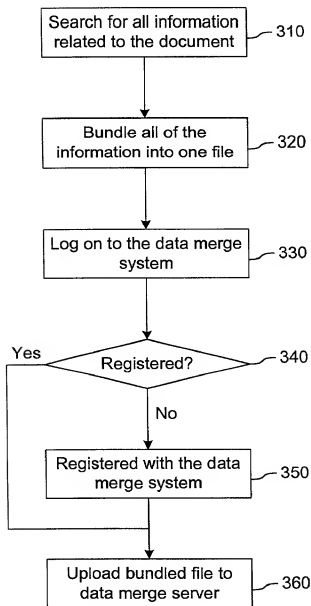 Search for all information
related to the document
310
Bundle all of the
information into one file
320
Log on to the data merge
system
330
Yes
Registered?
340
No
Registered with the data
merge system
350
Upload bundled file to
data merge server
360